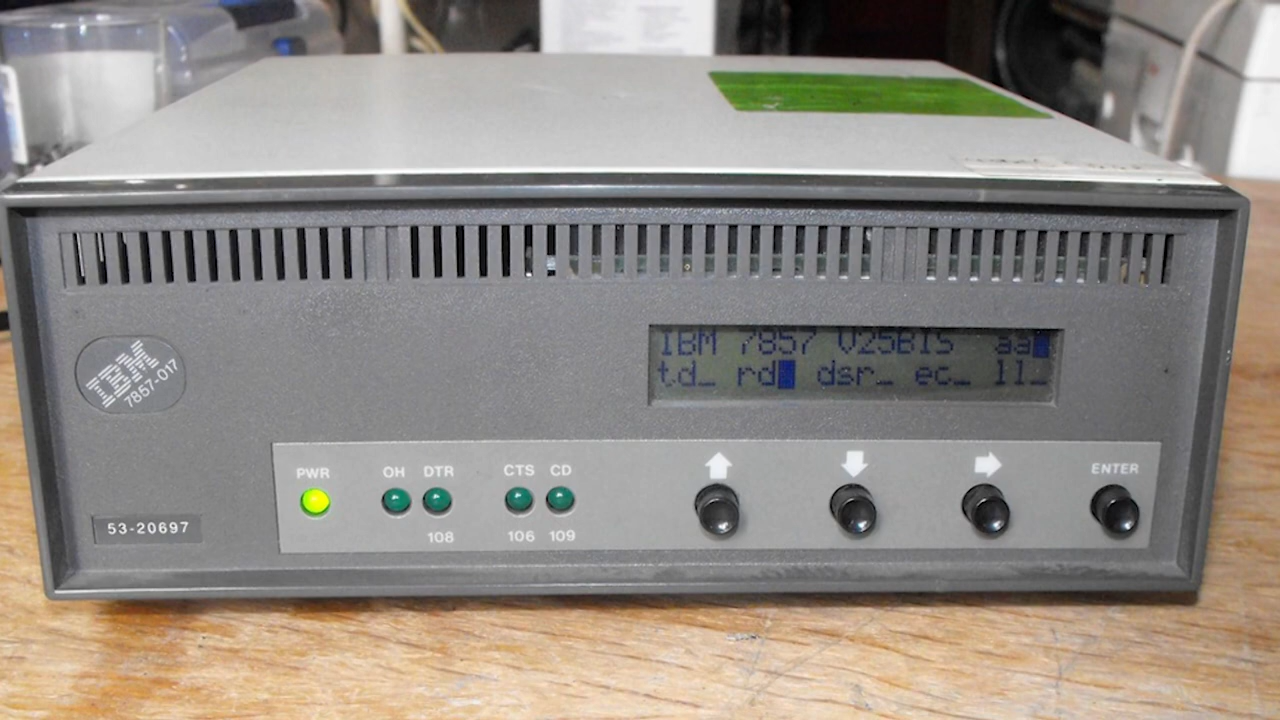 IBM
7857-017
IBM 7857 V25BIS aa
td_ rd dsr_ ec_ ll_
PWR OH DTR CTS CD ENTER
108 106 109
53-20697